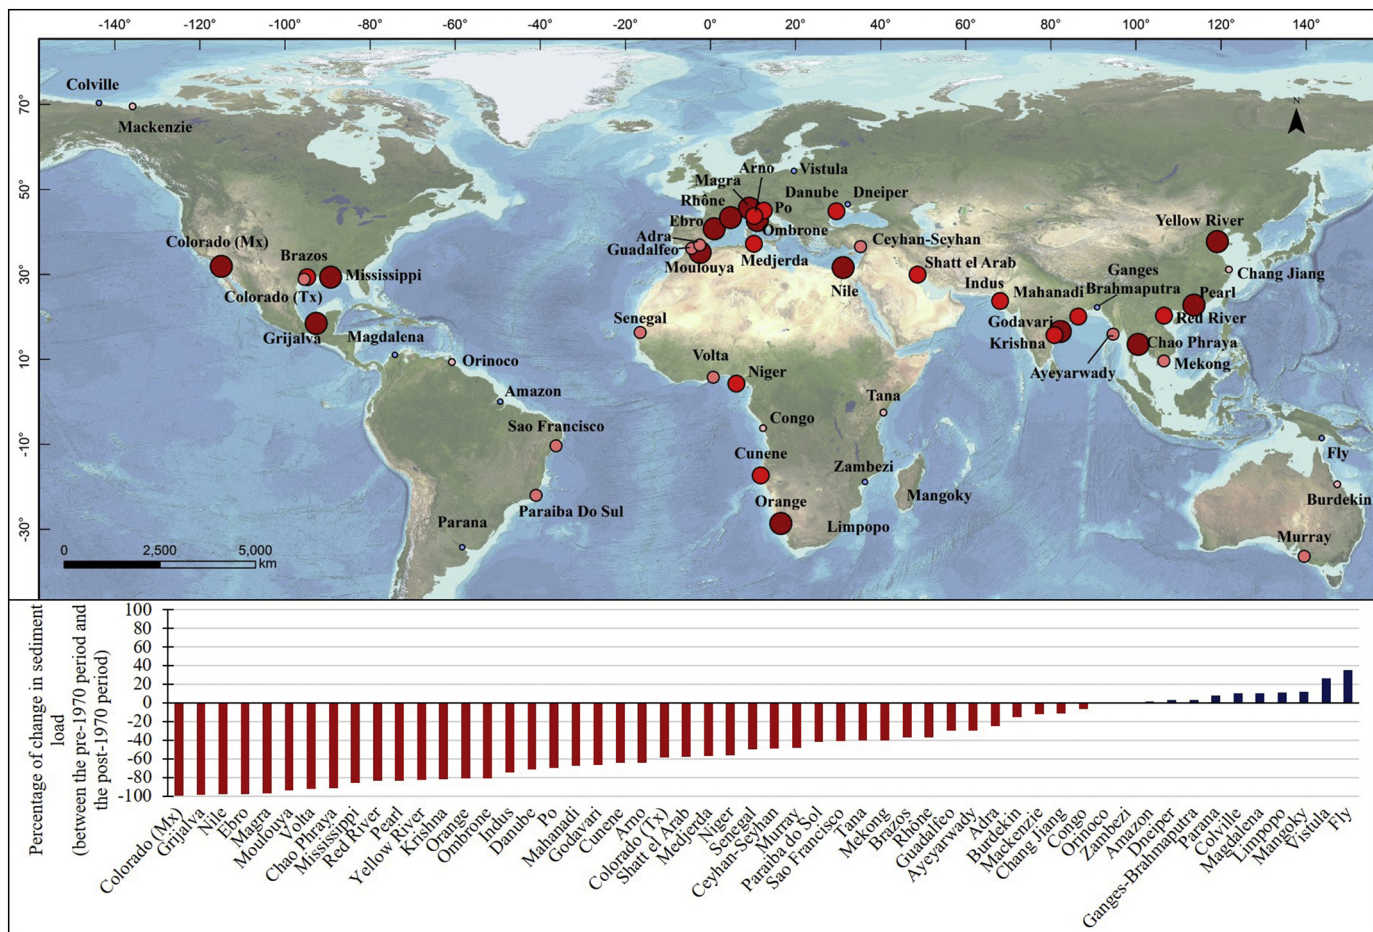 -140° -120° -100° -80° -60° -40° -20° 0° 20° 40° 60° 80° 100° 120° 140°
70°
50°
30°
10°
-10°
-30°
N
Colville
Mackenzie
Arno
Vistula
Magra
Danube
Dneiper
Rhône
Po
Ebro
Ombrone
Yellow River
Adra
Ceyhan-Seyhan
Colorado (Mx)
Guadalfeo
Brazos
Medjerda
Shatt el Arab
Ganges
Chang Jiang
Mississippi
Moulouya
Indus
Mahanadi
Brahmaputra
Colorado (Tx)
Nile
Pearl
Senegal
Godavari
Red River
Grijalva
Magdalena
Krishna
Chao Phraya
Orinoco
Volta
Niger
Ayeyarwady
Mekong
Amazon
Tana
Sao Francisco
Congo
Cunene
Zambezi
Fly
Orange
Mangoky
Burdekin
Parana
Paraiba Do Sul
Limpopo
Murray
0 2,500 5,000
km
Percentage of change in sediment
load
(between the pre-1970 period and
the post-1970 period)
100
80
60
40
20
0
-20
-40
-60
-80
-100
Colorado (Mx)
Grijalva
Nile
Ebro
Magra
Moulouya
Volta
Chao Phraya
Mississippi
Red River
Pearl
Yellow River
Krishna
Orange
Ombrone
Indus
Danube
Po
Mahanadi
Godavari
Cunene
Arno
Colorado (Tx)
Shatt el Arab
Medjerda
Niger
Senegal
Ceyhan-Seyhan
Murray
Paraiba do Sol
Sao Francisco
Tana
Mekong
Brazos
Rhône
Guadalfeo
Ayeyarwady
Adra
Burdekin
Mackenzie
Chang Jiang
Congo
Orinoco
Zambezi
Amazon
Dneiper
Ganges-Brahmaputra
Parana
Colville
Magdalena
Limpopo
Mangoky
Vistula
Fly